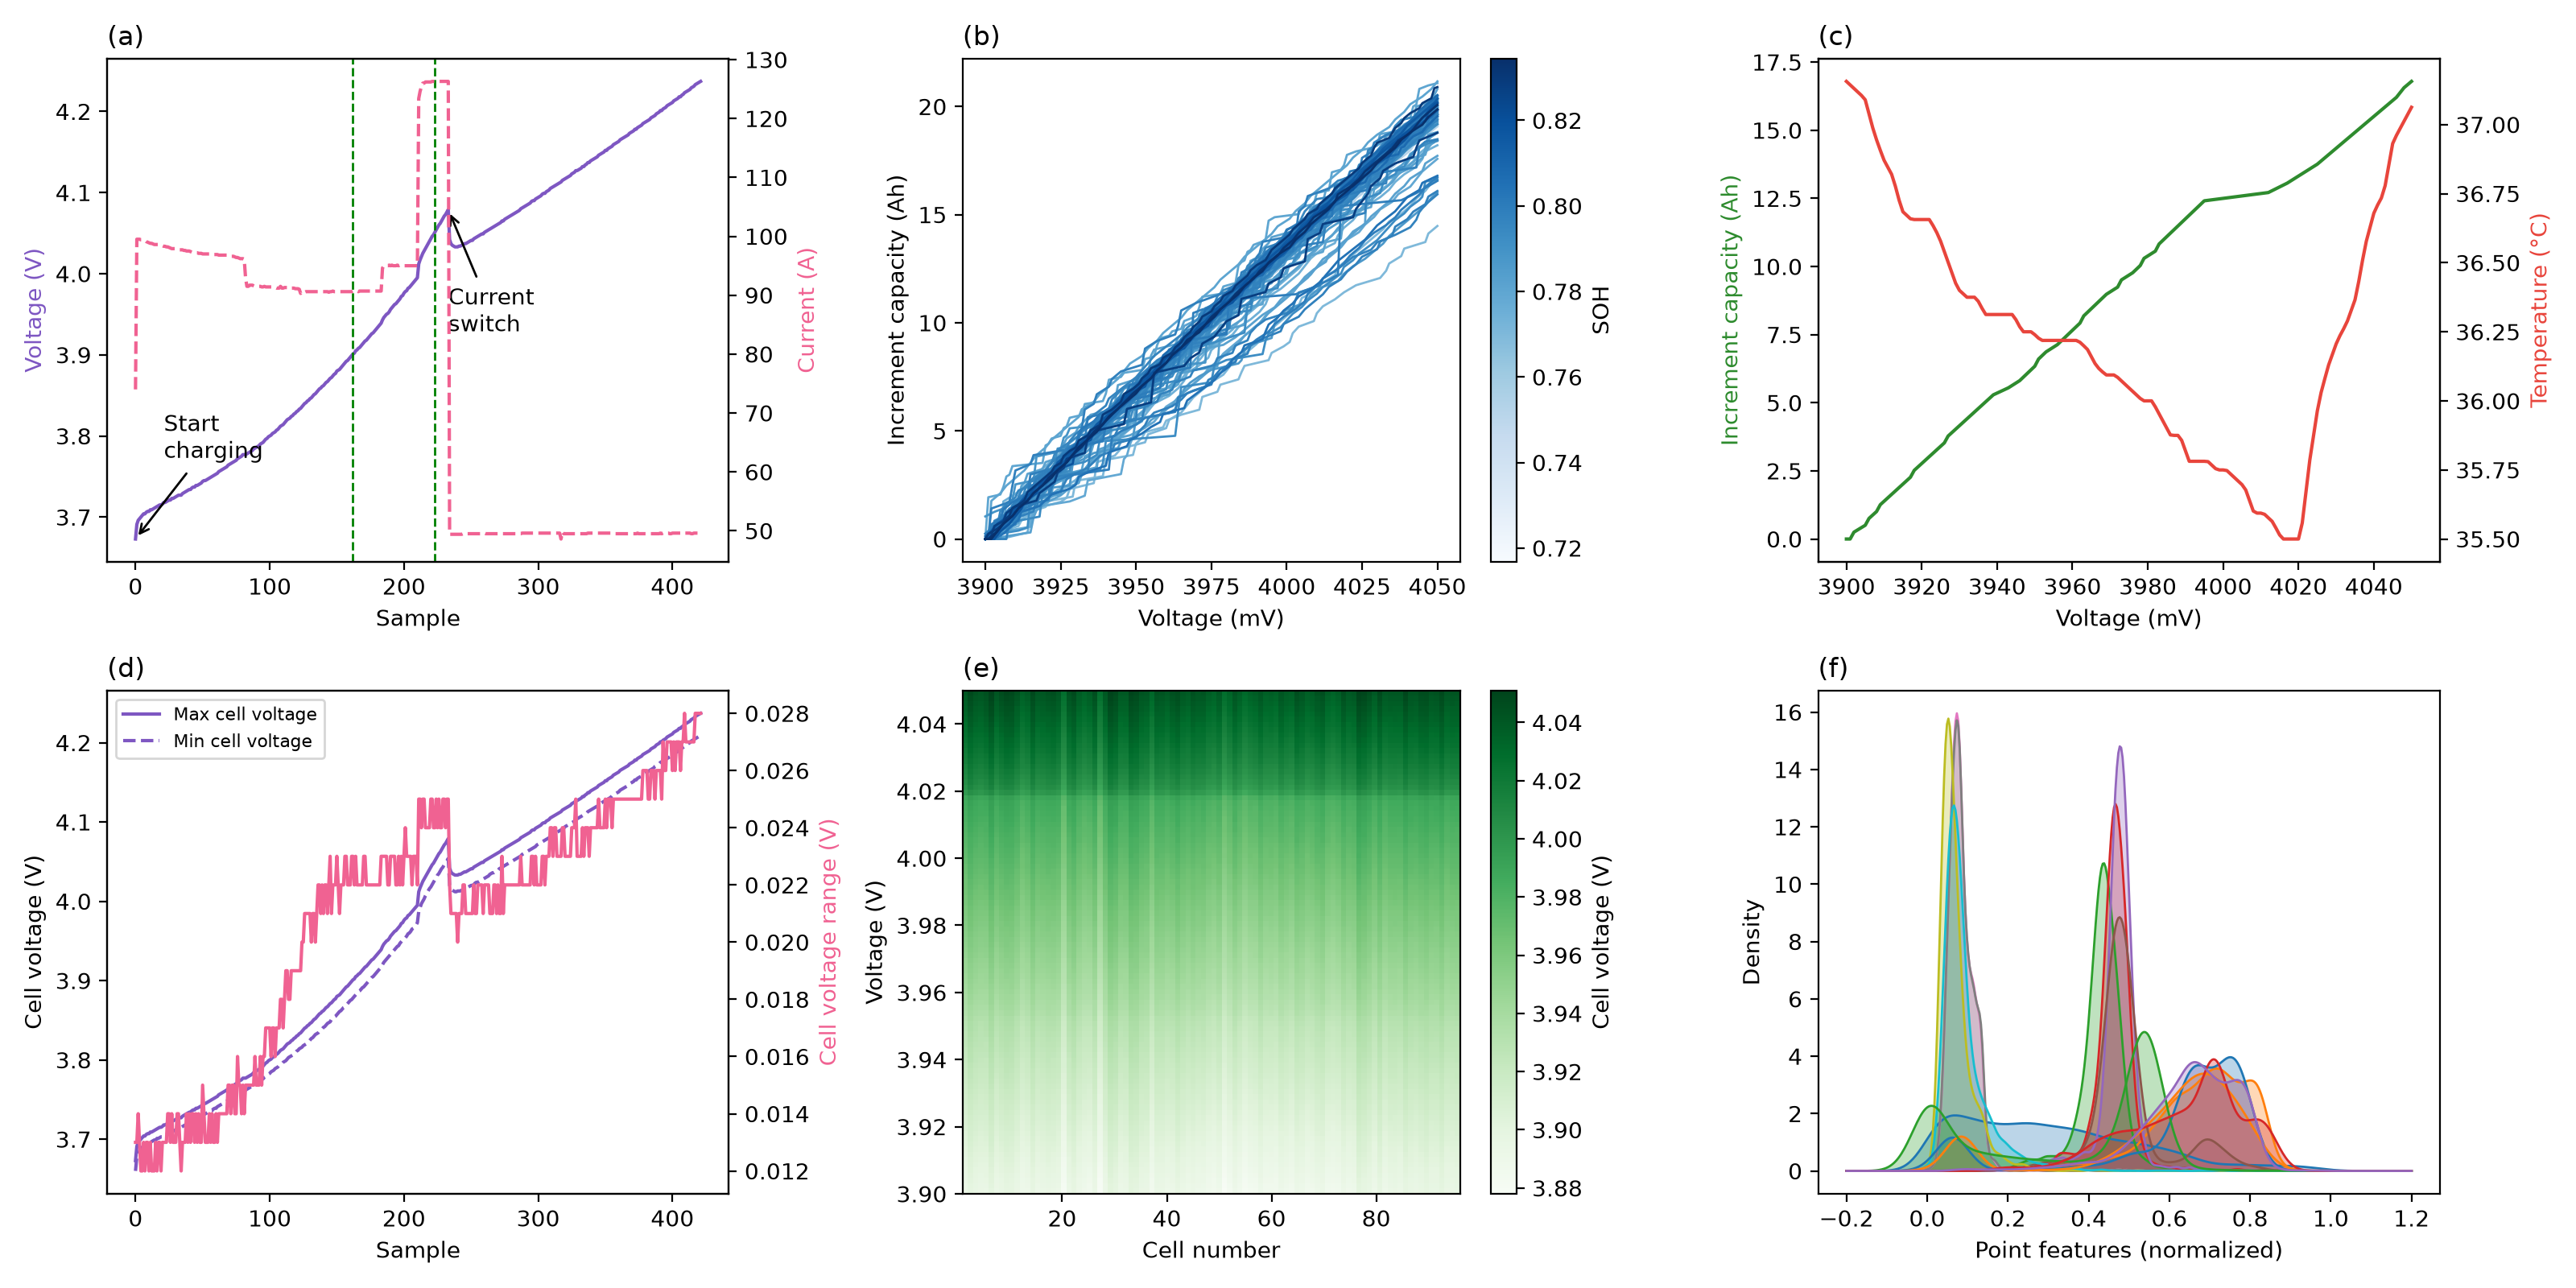 (a)
130
120
110
100
90
80
70
60
50
4.2
4.1
4.0
3.9
3.8
3.7
Voltage (V)
Current (A)
Start
charging
Current
switch
0 100 200 300 400
Sample
(b)
20
15
10
5
0
Increment capacity (Ah)
3900 3925 3950 3975 4000 4025 4050
Voltage (mV)
0.82
0.80
0.78
0.76
0.74
0.72
SOH
(c)
17.5
15.0
12.5
10.0
7.5
5.0
2.5
0.0
Increment capacity (Ah)
37.00
36.75
36.50
36.25
36.00
35.75
35.50
Temperature (°C)
3900 3920 3940 3960 3980 4000 4020 4040
Voltage (mV)
(d)
Max cell voltage
Min cell voltage
4.2
4.1
4.0
3.9
3.8
3.7
Cell voltage (V)
0.028
0.026
0.024
0.022
0.020
0.018
0.016
0.014
0.012
Cell voltage range (V)
0 100 200 300 400
Sample
(e)
4.04
4.02
4.00
3.98
3.96
3.94
3.92
3.90
Voltage (V)
20 40 60 80
Cell number
4.04
4.02
4.00
3.98
3.96
3.94
3.92
3.90
3.88
Cell voltage (V)
(f)
16
14
12
10
8
6
4
2
0
Density
−0.2 0.0 0.2 0.4 0.6 0.8 1.0 1.2
Point features (normalized)